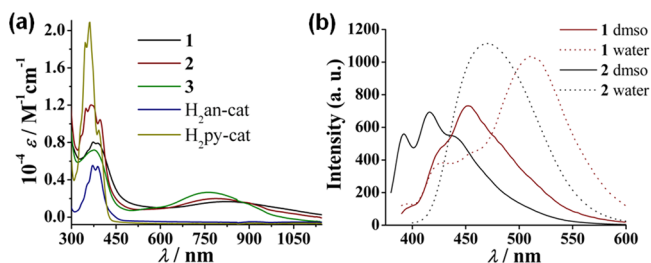 (a)
2.0
1.6
1.2
0.8
0.4
0.0
10⁻⁴ ε / M⁻¹cm⁻¹
1
2
3
H₂an-cat
H₂py-cat
300 450 600 750 900 1050
λ / nm
(b)
1200
1000
800
600
400
200
0
Intensity (a. u.)
1 dmso
1 water
2 dmso
2 water
400 450 500 550 600
λ / nm